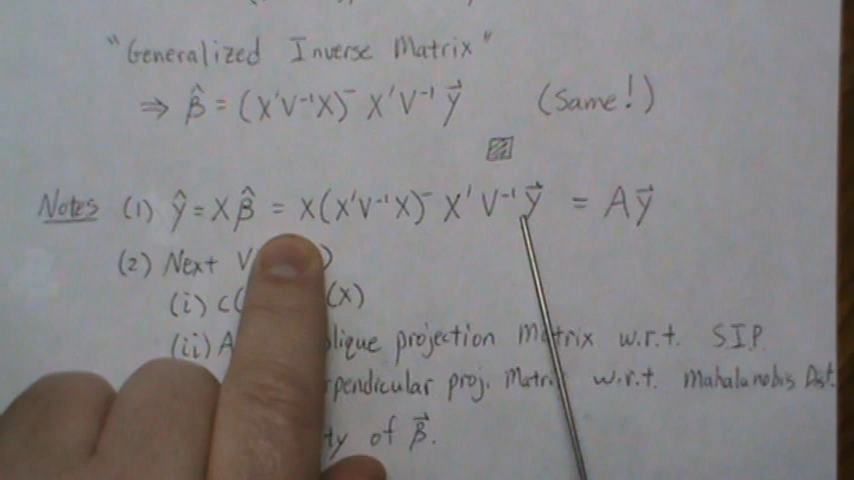 "Generalized Inverse Matrix"
⇒ β̂ = (X'V⁻¹X)⁻ X'V⁻¹ y⃗ (Same!)
Notes (1) ŷ = Xβ̂ = X(X'V⁻¹X)⁻ X'V⁻¹ y⃗ = Ay⃗
(2) Next V
(i) C( (X)
(ii) A lique projection Matrix w.r.t. S.I.P.
rpendicular proj. Matrix w.r.t. Mahalanobis Dist.
ty of β⃗.